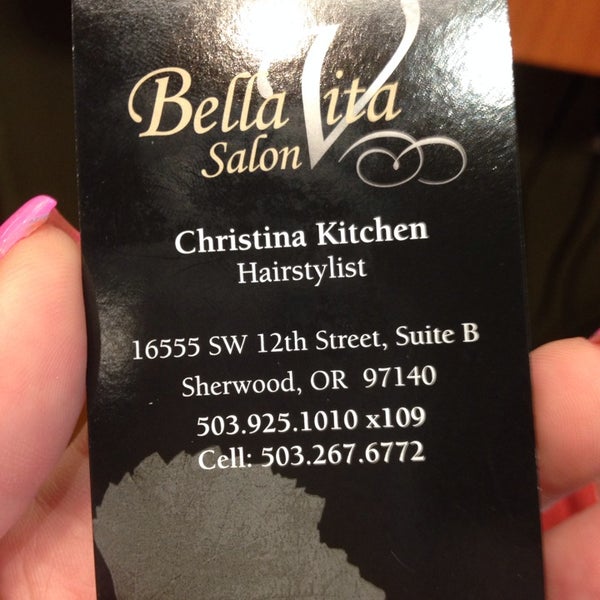 Bella Vita
Salon
Christina Kitchen
Hairstylist
16555 SW 12th Street, Suite B
Sherwood, OR 97140
503.925.1010 x109
Cell: 503.267.6772